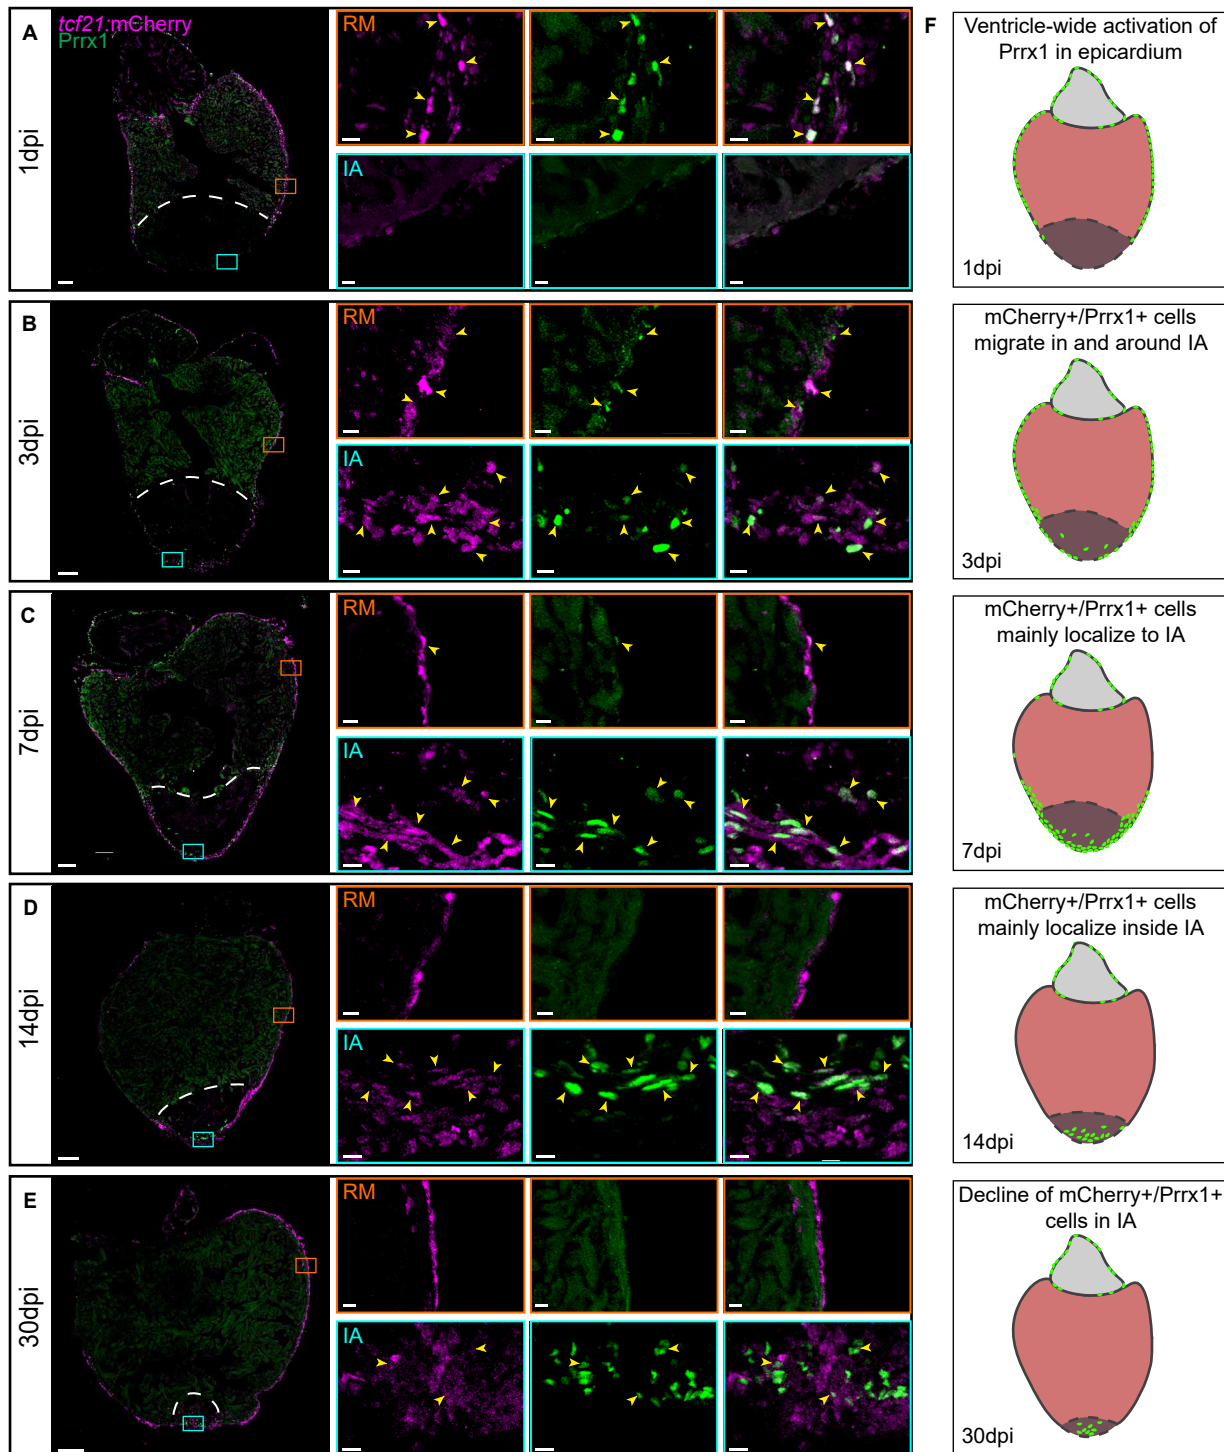 A
tcf21:mCherry
Prrx1
1dpi
RM
IA
B
3dpi
RM
IA
C
7dpi
RM
IA
D
14dpi
RM
IA
E
30dpi
RM
IA
F
Ventricle-wide activation of
Prrx1 in epicardium
1dpi
mCherry+/Prrx1+ cells
migrate in and around IA
3dpi
mCherry+/Prrx1+ cells
mainly localize to IA
7dpi
mCherry+/Prrx1+ cells
mainly localize inside IA
14dpi
Decline of mCherry+/Prrx1+
cells in IA
30dpi